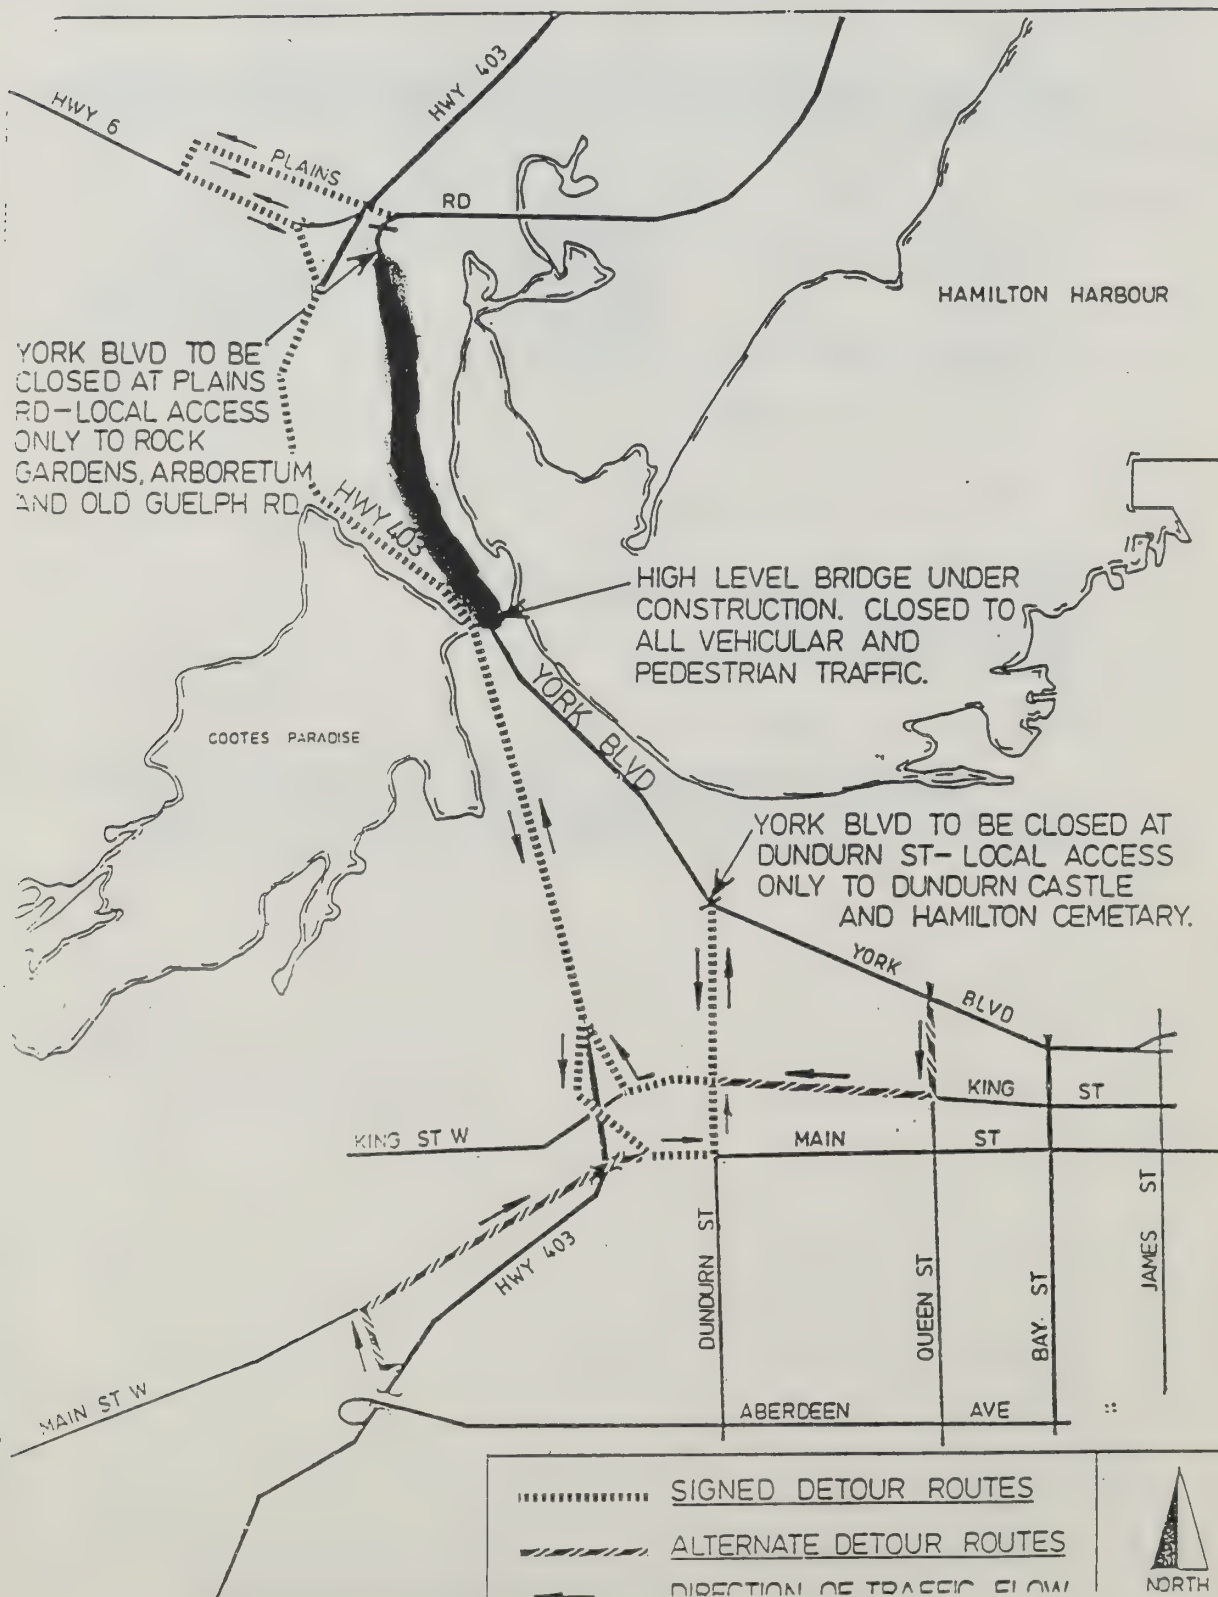 HWY 403
HWY 6
PLAINS
RD
HAMILTON HARBOUR
YORK BLVD TO BE
CLOSED AT PLAINS
RD-LOCAL ACCESS
ONLY TO ROCK
GARDENS, ARBORETUM
AND OLD GUELPH RD
HWY 403
HIGH LEVEL BRIDGE UNDER
CONSTRUCTION. CLOSED TO
ALL VEHICULAR AND
PEDESTRIAN TRAFFIC.
YORK BLVD
COOTES PARADISE
YORK BLVD TO BE CLOSED AT
DUNDURN ST-LOCAL ACCESS
ONLY TO DUNDURN CASTLE
AND HAMILTON CEMETARY.
YORK BLVD
KING ST
KING ST W
MAIN ST
DUNDURN ST
QUEEN ST
BAY ST
JAMES ST
HWY 403
MAIN ST W
ABERDEEN AVE
SIGNED DETOUR ROUTES
ALTERNATE DETOUR ROUTES
DIRECTION OF TRAFFIC FLOW
NORTH